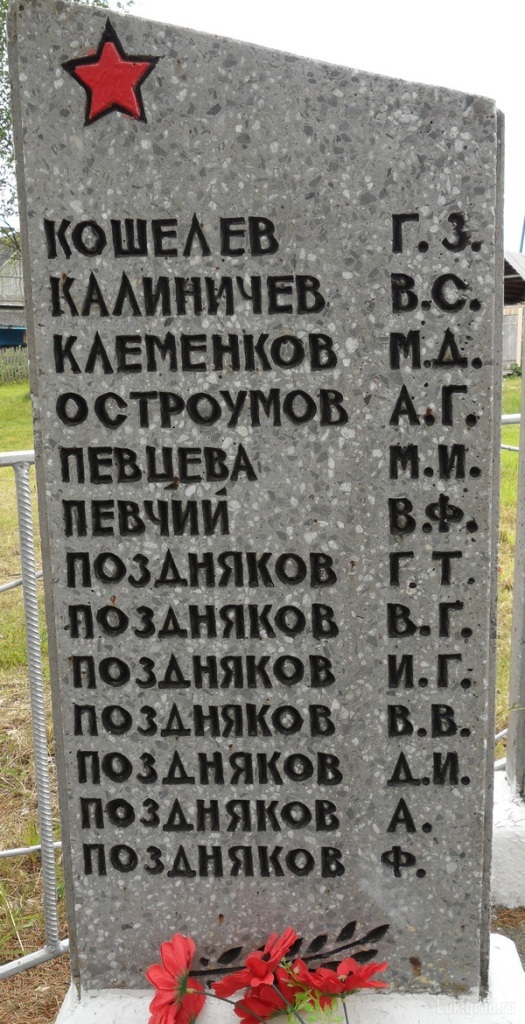 КОШЕЛЕВ Г. З.
КАЛИНИЧЕВ В.С.
КЛЕМЕНКОВ М.Д.
ОСТРОУМОВ А.Г.
ПЕВЦЕВА М.И.
ПЕВЧИЙ В.Ф.
ПОЗДНЯКОВ Г.Т.
ПОЗДНЯКОВ В.Г.
ПОЗДНЯКОВ И.Г.
ПОЗДНЯКОВ В.В.
ПОЗДНЯКОВ Д.И.
ПОЗДНЯКОВ А.
ПОЗДНЯКОВ Ф.